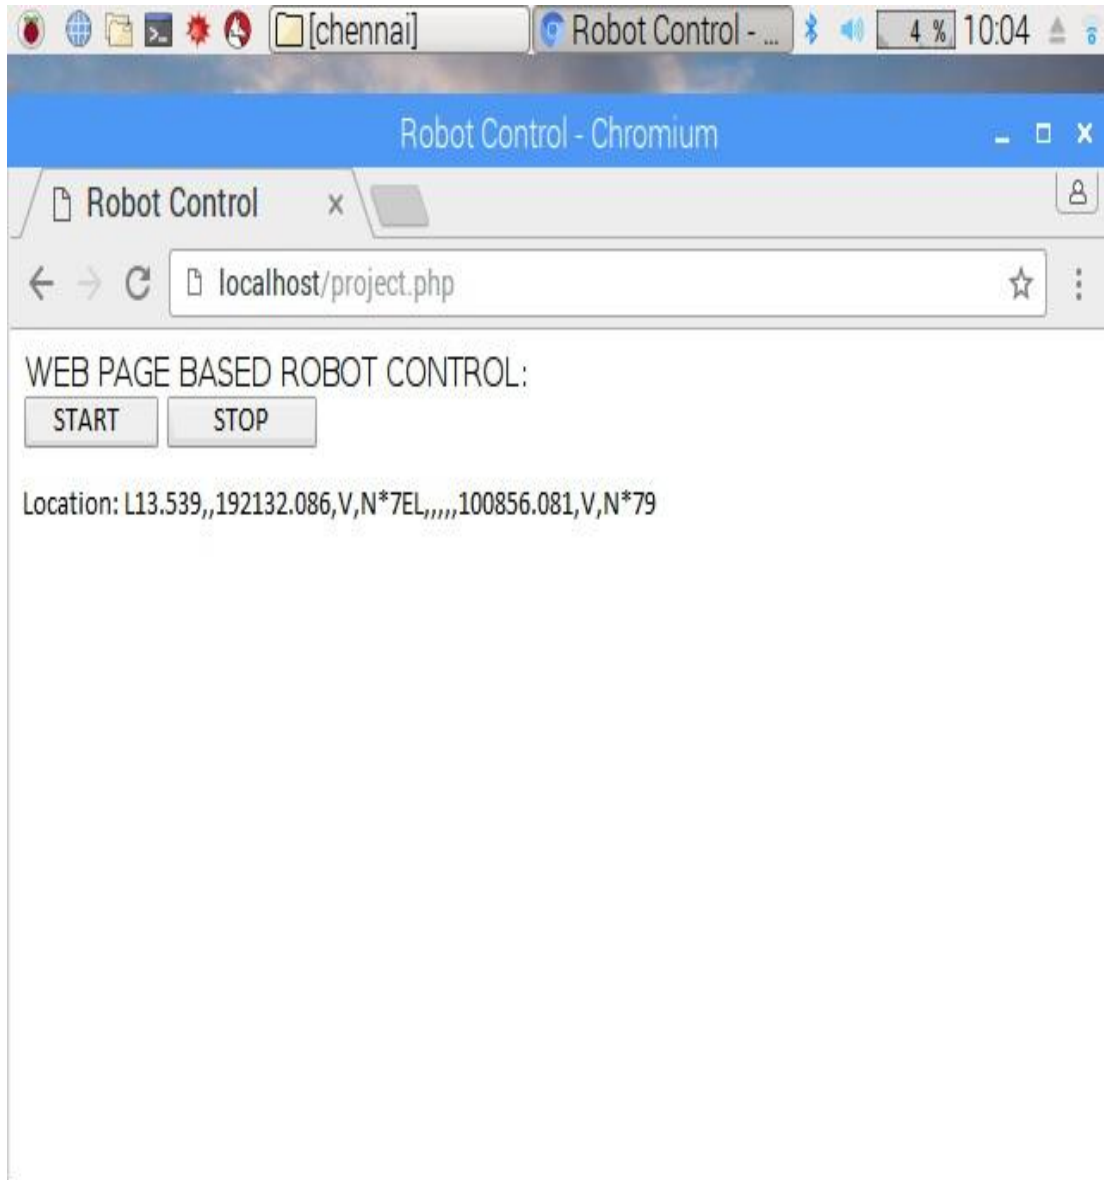 [chennai] Robot Control - ... 4 % 10:04
Robot Control - Chromium
Robot Control
localhost/project.php
WEB PAGE BASED ROBOT CONTROL:
START STOP
Location: L13.539,,192132.086,V,N*7EL,,,,,100856.081,V,N*79